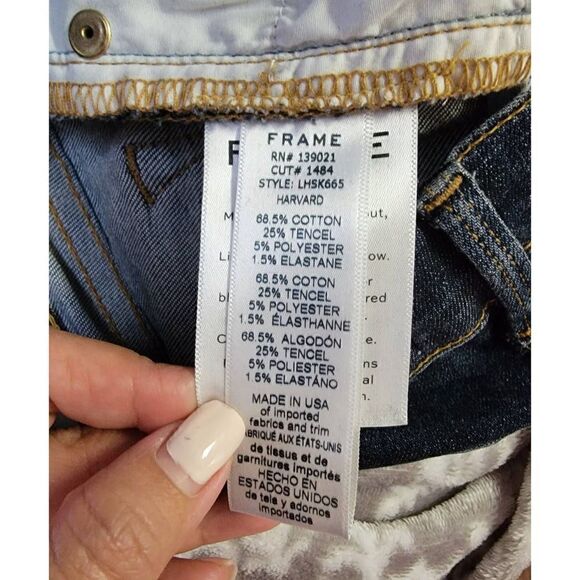 FRAME
RN# 139021
CUT# 1484
STYLE: LHSK665
HARVARD
68.5% COTTON
25% TENCEL
5% POLYESTER
1.5% ELASTANE
68.5% COTON
25% TENCEL
5% POLYESTER
1.5% ÉLASTHANNE
68.5% ALGODÓN
25% TENCEL
5% POLIESTER
1.5% ELASTÁNO
MADE IN USA
of imported
fabrics and trim
FABRIQUÉ AUX ÉTATS-UNIS
de tissus et de
garnitures importés
HECHO EN
ESTADOS UNIDOS
de tela y adornos
importados